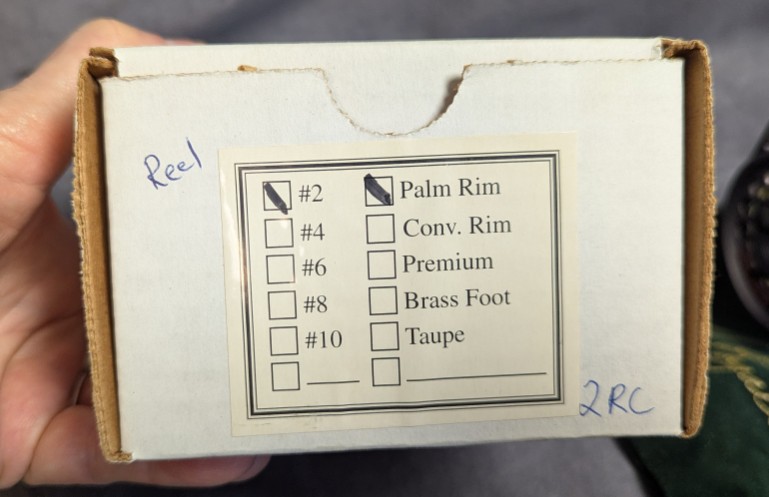 Reel
#2 Palm Rim
#4 Conv. Rim
#6 Premium
#8 Brass Foot
#10 Taupe
2RC